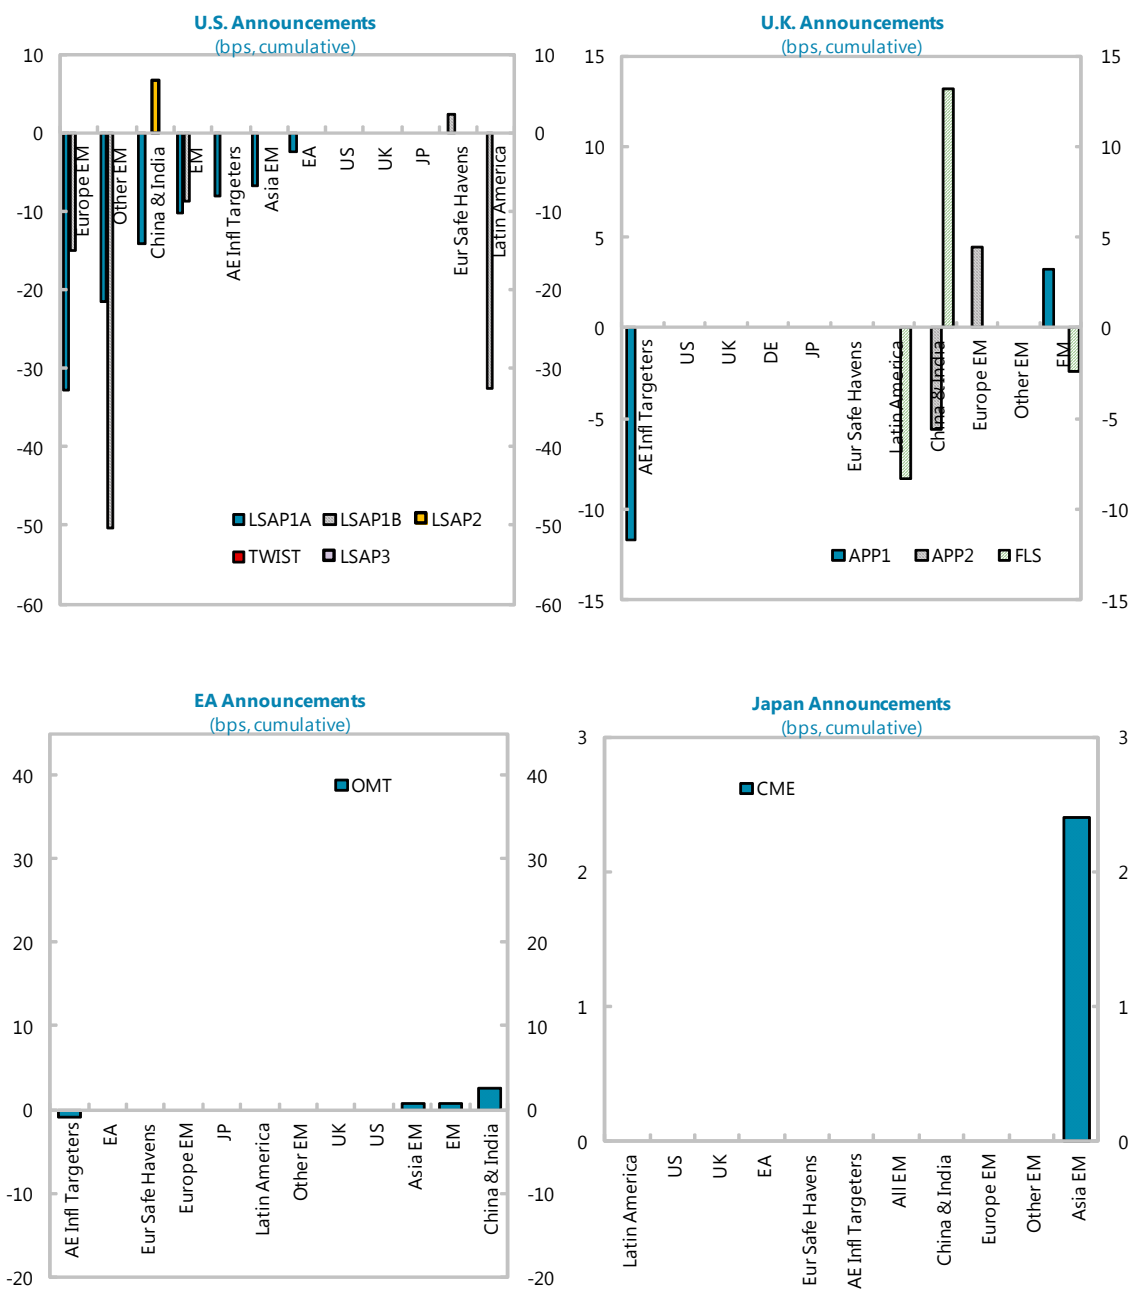 U.S. Announcements
(bps, cumulative)
10
0
-10
-20
-30
-40
-50
-60
10
0
-10
-20
-30
-40
-50
-60
Europe EM
Other EM
China & India
EM
AE Infl Targeters
Asia EM
EA
US
UK
JP
Eur Safe Havens
Latin America
LSAP1A LSAP1B LSAP2
TWIST LSAP3
U.K. Announcements
(bps, cumulative)
15
10
5
0
-5
-10
-15
15
10
5
0
-5
-10
-15
AE Infl Targeters
US
UK
DE
JP
Eur Safe Havens
Latin America
China & India
Europe EM
Other EM
EM
APP1 APP2 FLS
EA Announcements
(bps, cumulative)
40
30
20
10
0
-10
-20
40
30
20
10
0
-10
-20
OMT
AE Infl Targeters
EA
Eur Safe Havens
Europe EM
JP
Latin America
Other EM
UK
US
Asia EM
EM
China & India
Japan Announcements
(bps, cumulative)
3
2
1
0
3
2
1
0
CME
Latin America
US
UK
EA
Eur Safe Havens
AE Infl Targeters
All EM
China & India
Europe EM
Other EM
Asia EM